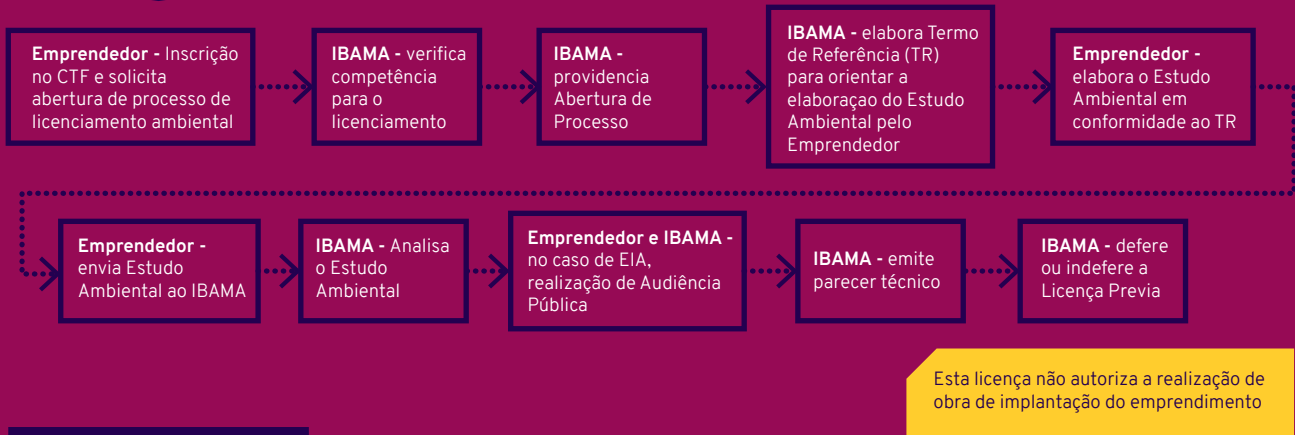 Emprendedor - Inscrição
no CTF e solicita
abertura de processo de
licenciamento ambiental
IBAMA - verifica
competência
para o
licenciamento
IBAMA -
providencia
Abertura de
Processo
IBAMA - elabora Termo
de Referência (TR)
para orientar a
elaboraçao do Estudo
Ambiental pelo
Emprendedor
Emprendedor -
elabora o Estudo
Ambiental em
conformidade ao TR
Emprendedor -
envia Estudo
Ambiental ao IBAMA
IBAMA - Analisa
o Estudo
Ambiental
Emprendedor e IBAMA -
no caso de EIA,
realização de Audiência
Pública
IBAMA - emite
parecer técnico
IBAMA - defere
ou indefere a
Licença Previa
Esta licença não autoriza a realização de
obra de implantação do emprendimento